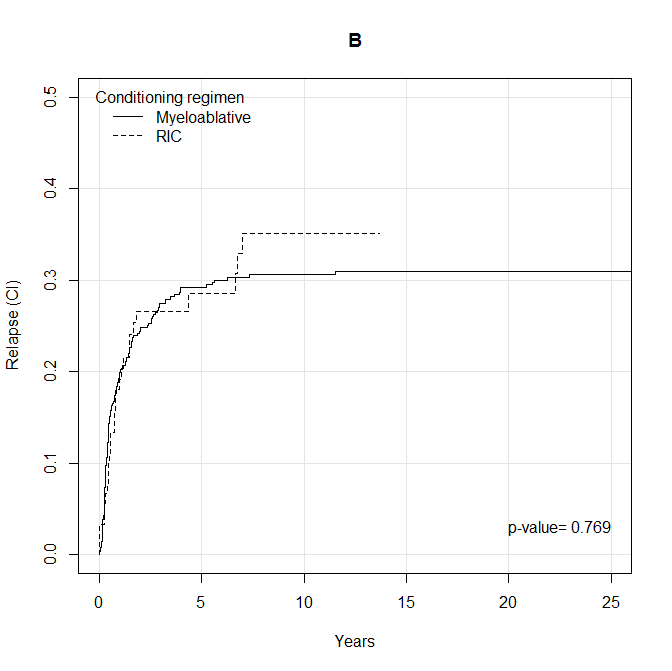 B
Conditioning regimen
Myeloablative
RIC
0.5
0.4
0.3
0.2
0.1
0.0
Relapse (CI)
p-value= 0.769
0 5 10 15 20 25
Years